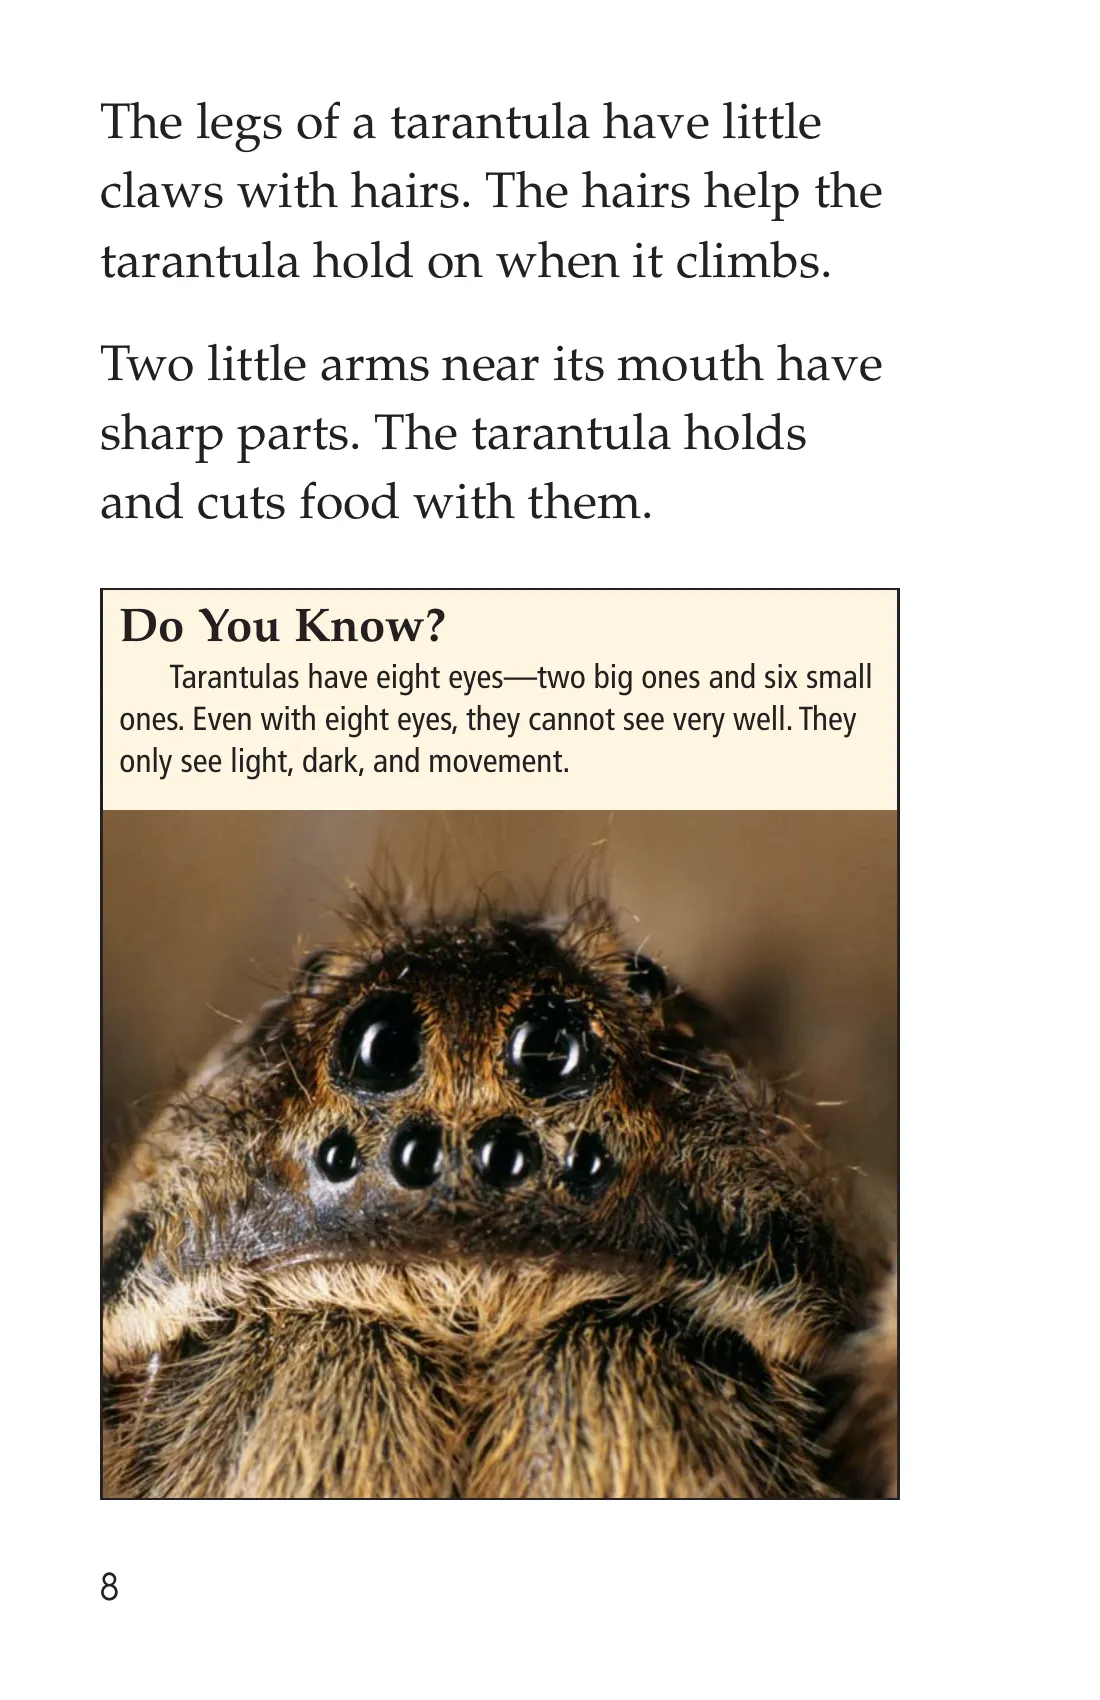 The legs of a tarantula have little
claws with hairs. The hairs help the
tarantula hold on when it climbs.
Two little arms near its mouth have
sharp parts. The tarantula holds
and cuts food with them.
Do You Know?
Tarantulas have eight eyes—two big ones and six small
ones. Even with eight eyes, they cannot see very well. They
only see light, dark, and movement.
8